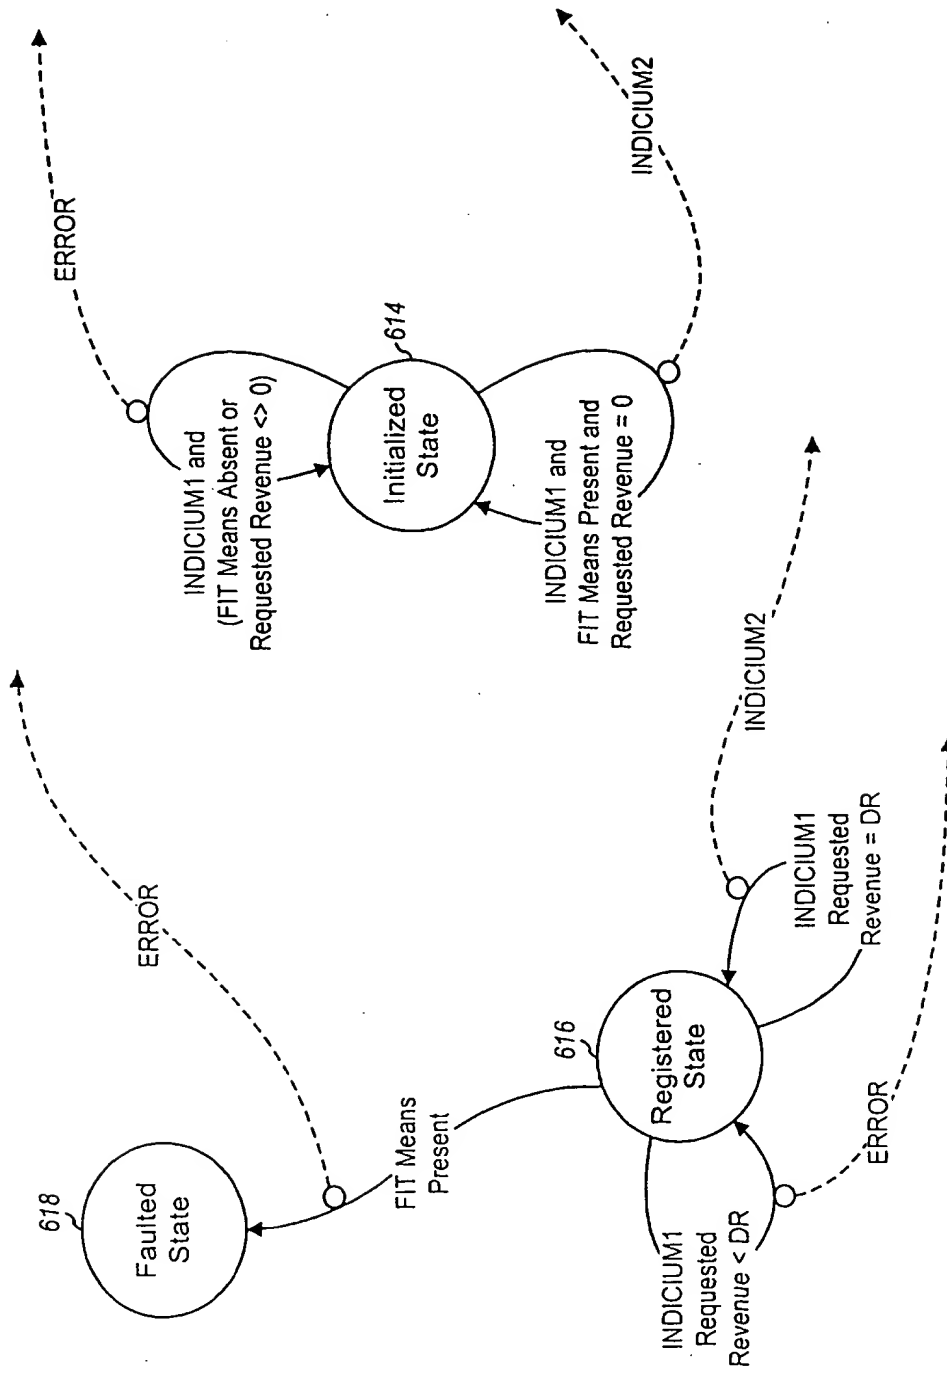 618
Faulted
State
ERROR
FIT Means
Present
616
Registered
State
INDICIUM1
Requested
Revenue < DR
ERROR
INDICIUM1
Requested
Revenue = DR
INDICIUM2
ERROR
INDICIUM1 and
(FIT Means Absent or
Requested Revenue <> 0)
614
Initialized
State
INDICIUM1 and
FIT Means Present and
Requested Revenue = 0
INDICIUM2